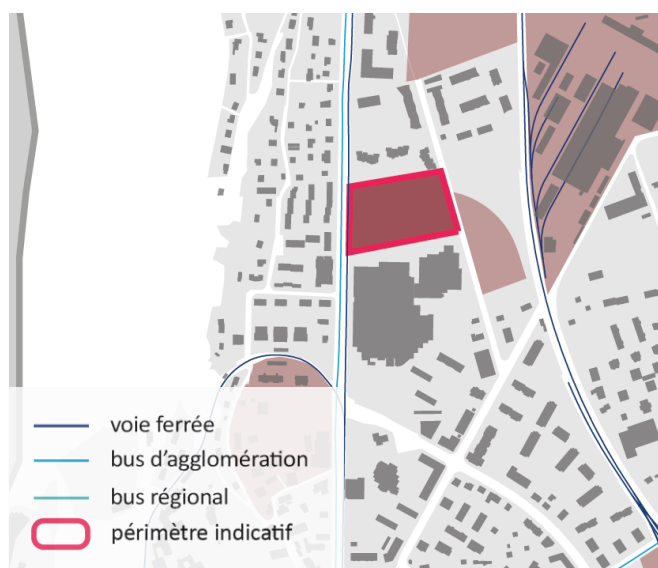 voie ferrée
bus d'agglomération
bus régional
périmètre indicatif